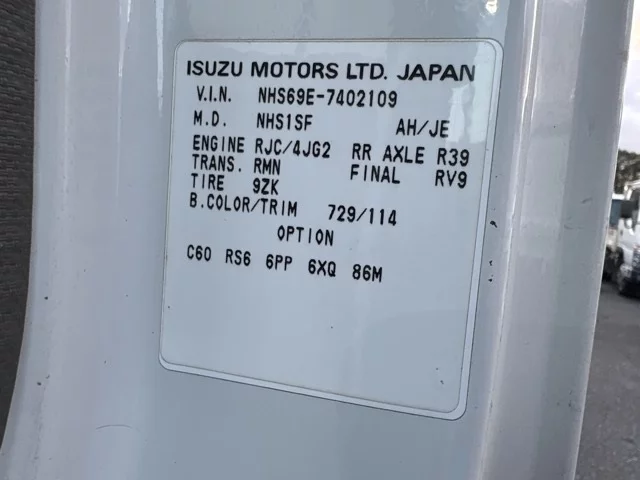 ISUZU MOTORS LTD. JAPAN
V.I.N. NHS69E-7402109
M.D. NHS1SF AH/JE
ENGINE RJC/4JG2 RR AXLE R39
TRANS. RMN FINAL RV9
TIRE 9ZK
B.COLOR/TRIM 729/114
OPTION
C60 RS6 6PP 6XQ 86M